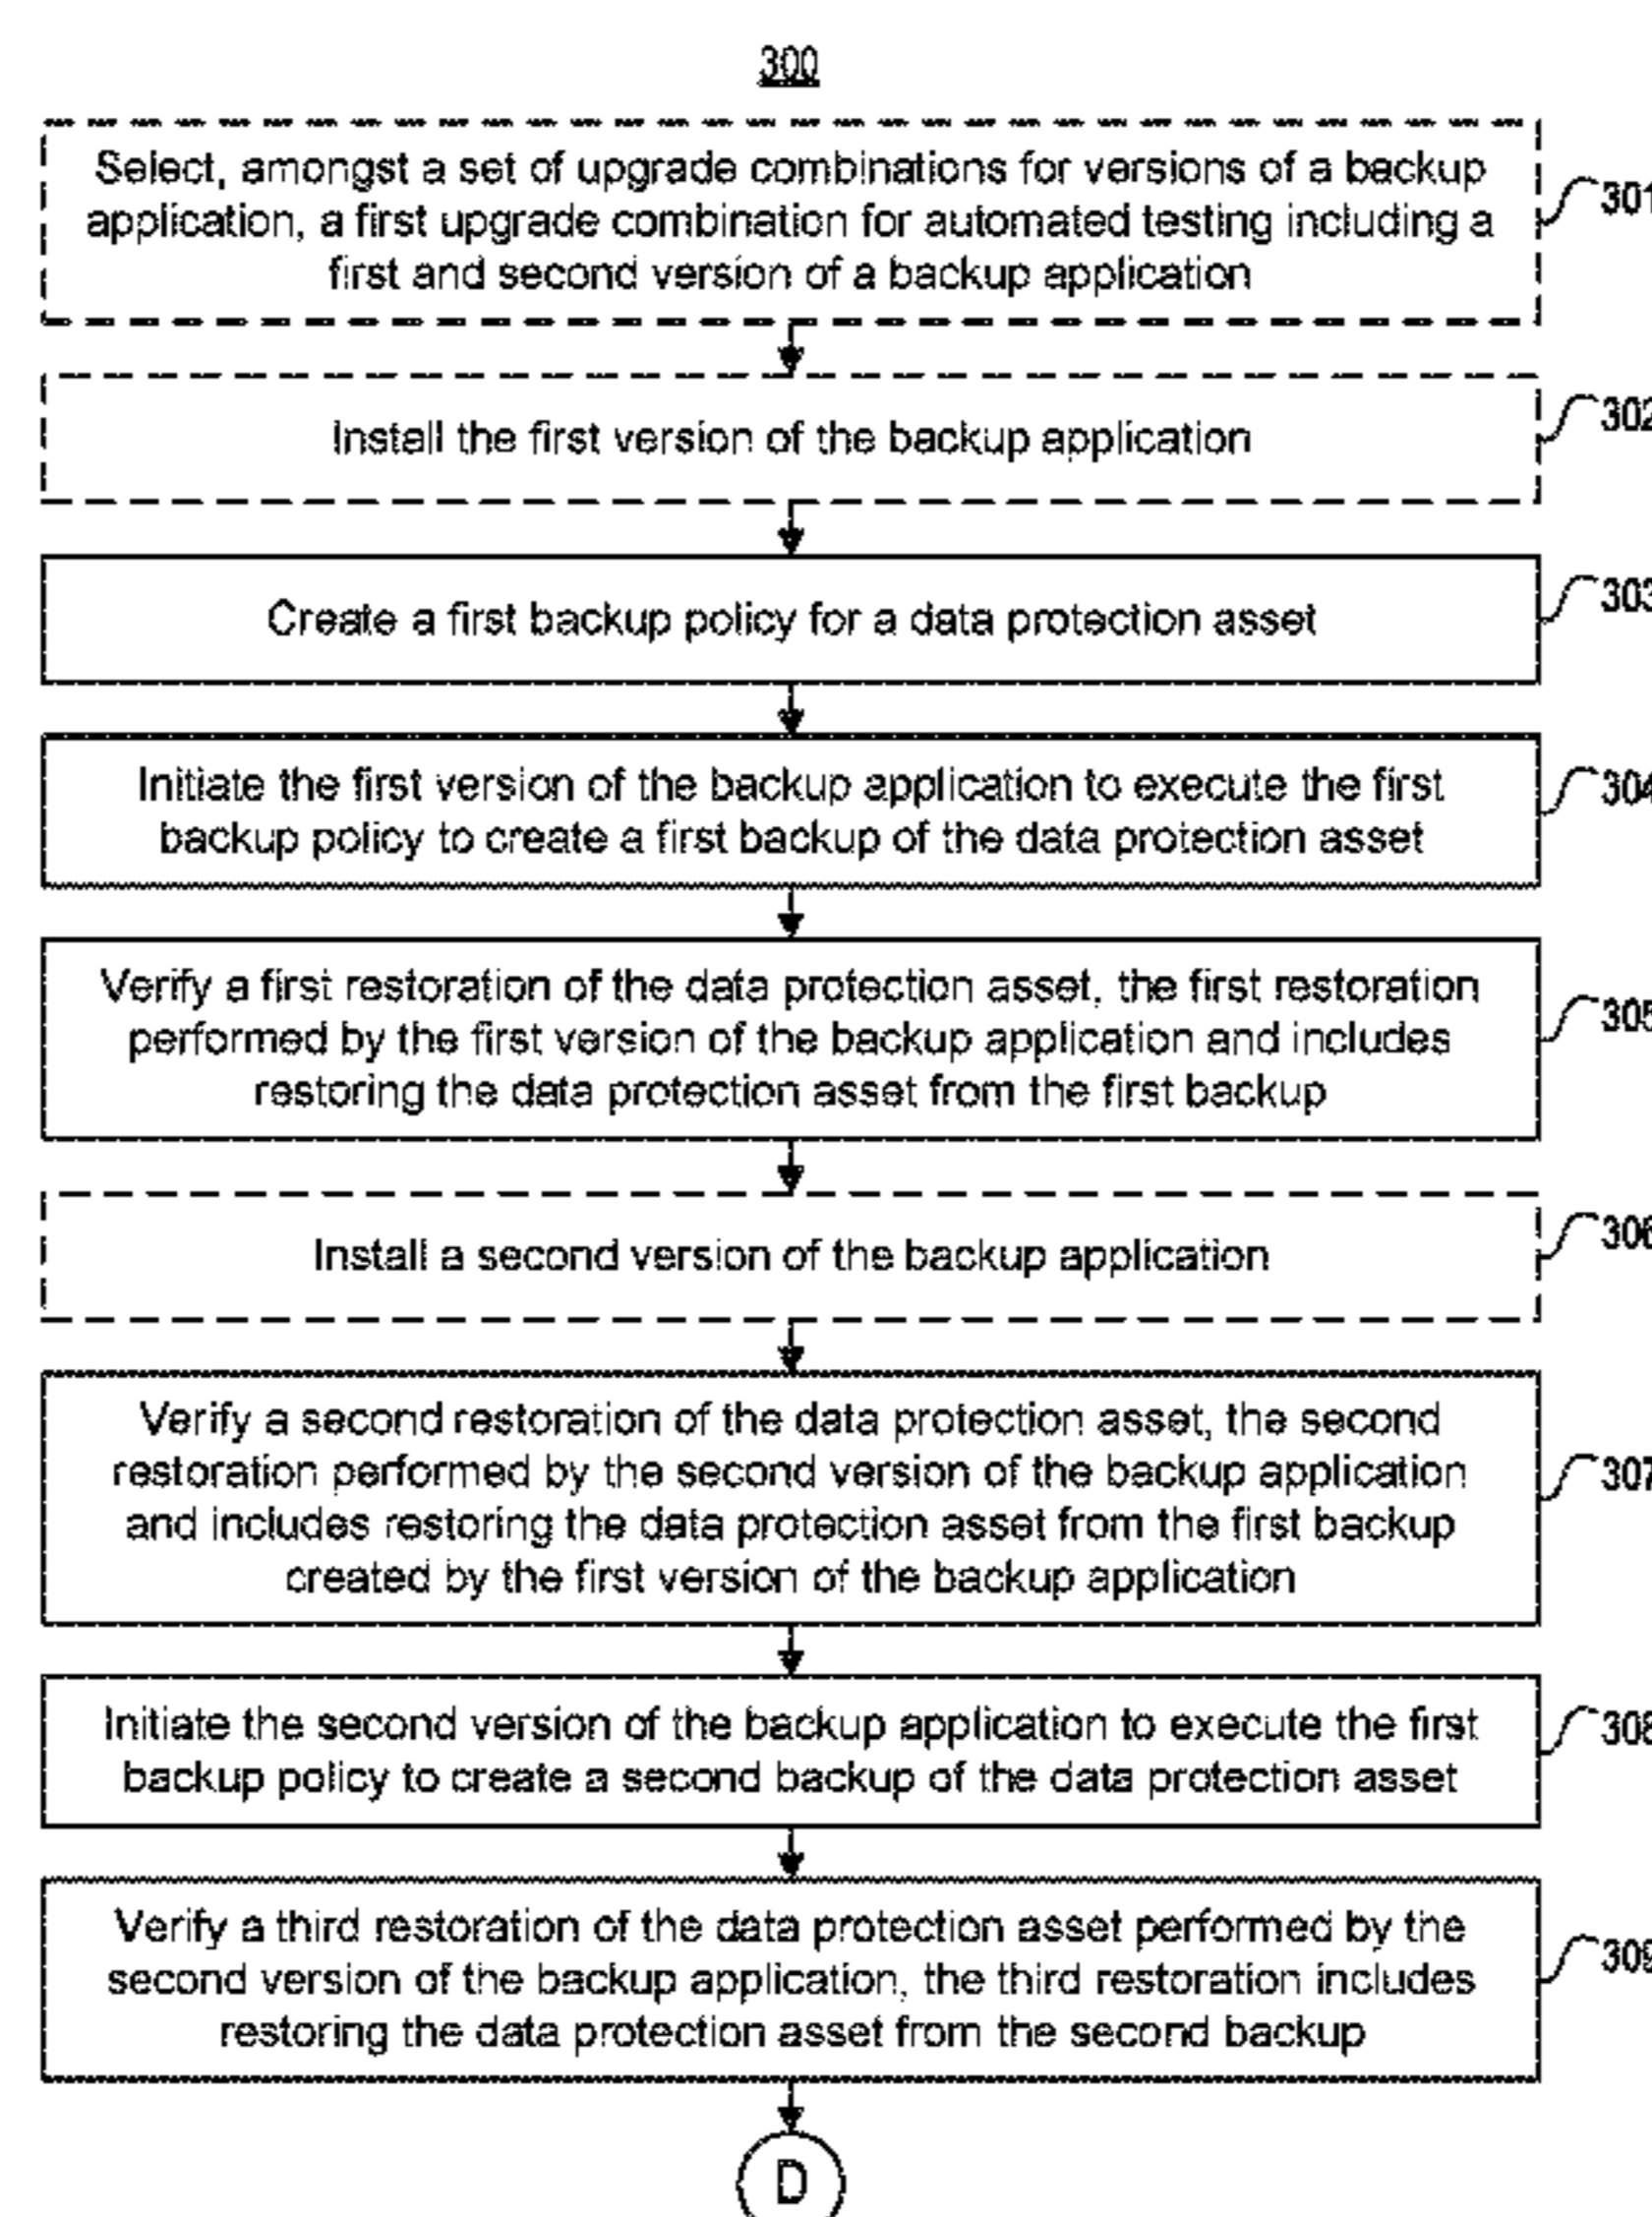 300
Select, amongst a set of upgrade combinations for versions of a backup
application, a first upgrade combination for automated testing including a
first and second version of a backup application
301
Install the first version of the backup application
302
Create a first backup policy for a data protection asset
303
Initiate the first version of the backup application to execute the first
backup policy to create a first backup of the data protection asset
304
Verify a first restoration of the data protection asset, the first restoration
performed by the first version of the backup application and includes
restoring the data protection asset from the first backup
305
Install a second version of the backup application
306
Verify a second restoration of the data protection asset, the second
restoration performed by the second version of the backup application
and includes restoring the data protection asset from the first backup
created by the first version of the backup application
307
Initiate the second version of the backup application to execute the first
backup policy to create a second backup of the data protection asset
308
Verify a third restoration of the data protection asset performed by the
second version of the backup application, the third restoration includes
restoring the data protection asset from the second backup
309
D